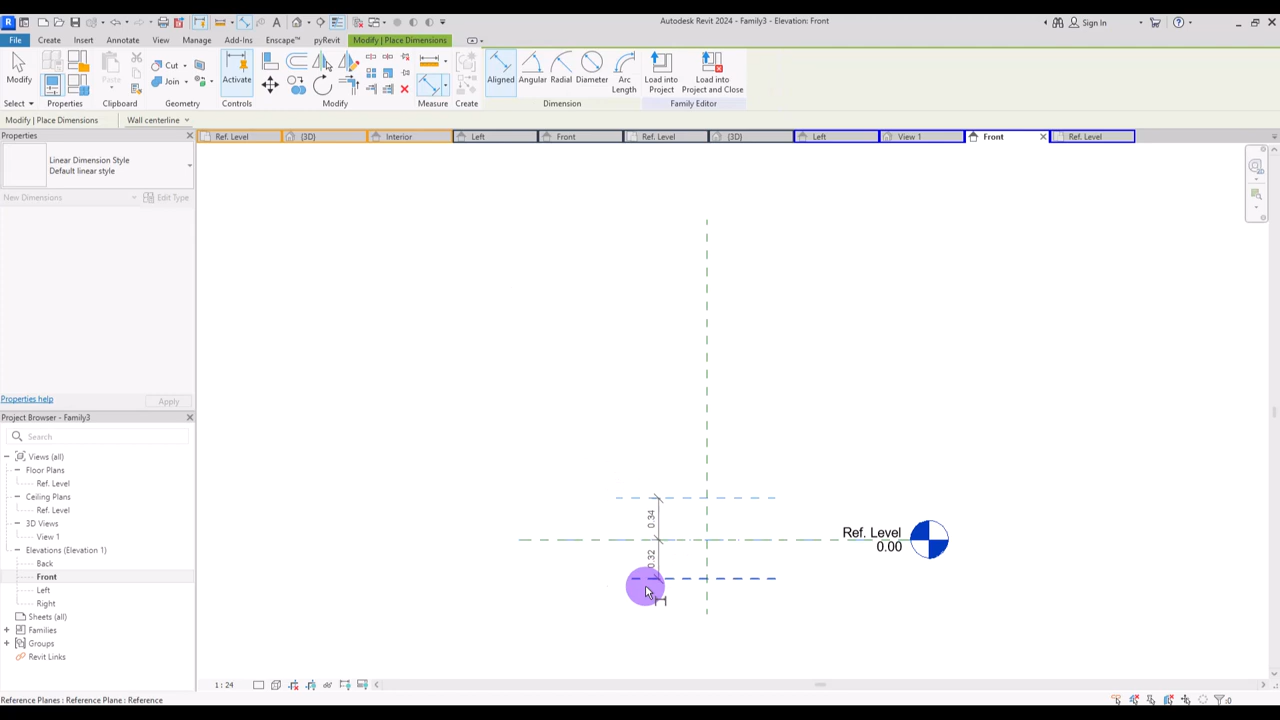 Autodesk Revit 2024 - Family3 - Elevation: Front
Sign In
File Create Insert Annotate View Manage Add-Ins Enscape™ pyRevit Modify | Place Dimensions
Modify
Paste
Cut
Join
Activate
Aligned Angular Radial Diameter Arc Length
Load into Project
Load into Project and Close
Select Properties Clipboard Geometry Controls Modify Measure Create Dimension Family Editor
Modify | Place Dimensions Wall centerline
Properties
Ref. Level {3D} Interior Left Front Ref. Level {3D} Left View 1 Front Ref. Level
Linear Dimension Style
Default linear style
New Dimensions Edit Type
Properties help Apply
Project Browser - Family3
Search
Views (all)
Floor Plans
Ref. Level
Ceiling Plans
Ref. Level
3D Views
View 1
Elevations (Elevation 1)
Back
Front
Left
Right
Sheets (all)
Families
Groups
Revit Links
0.34
0.32
Ref. Level
0.00
1 : 24
Reference Planes : Reference Plane : Reference
:0